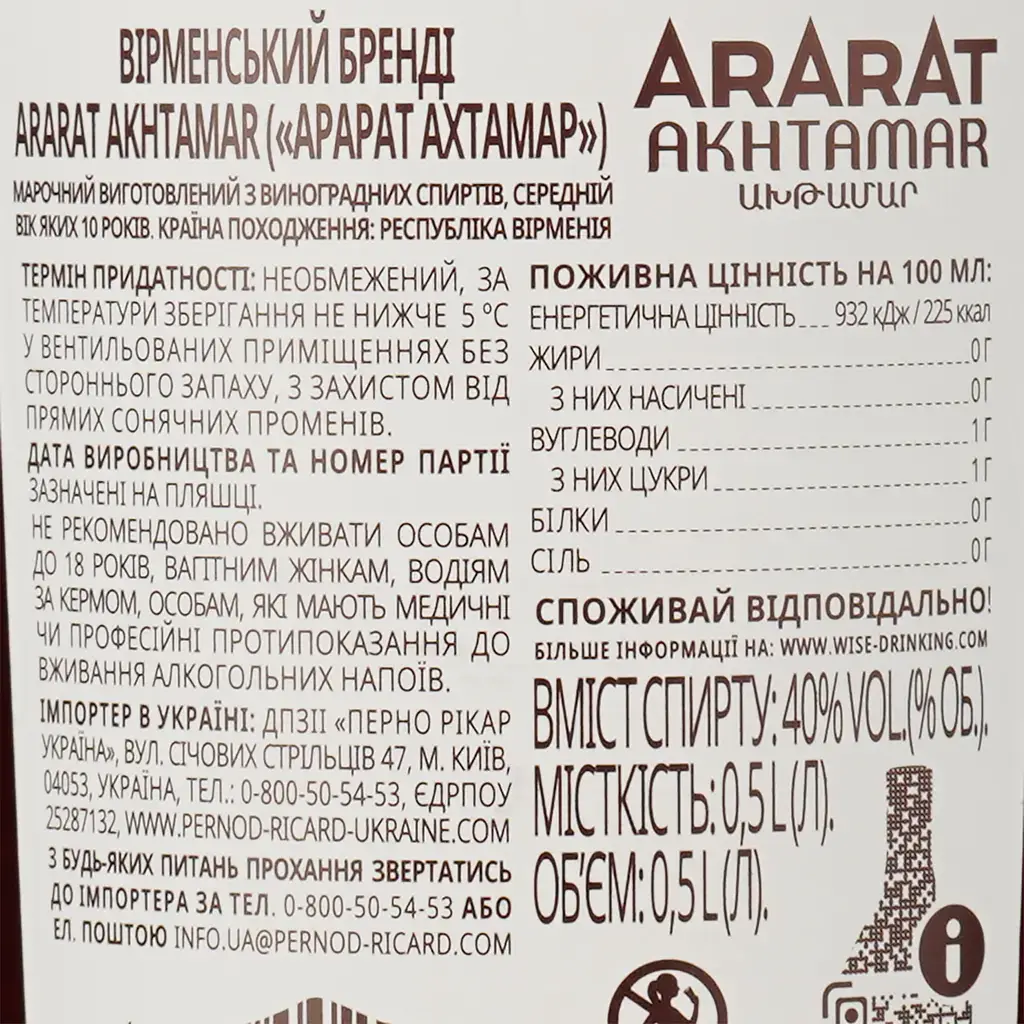 ВІРМЕНСЬКИЙ БРЕНДІ
ARARAT AKHTAMAR («АРАРАТ АХТАМАР»)
МАРОЧНИЙ ВИГОТОВЛЕНИЙ З ВИНОГРАДНИХ СПИРТІВ, СЕРЕДНІЙ
ВІК ЯКИХ 10 РОКІВ. КРАЇНА ПОХОДЖЕННЯ: РЕСПУБЛІКА ВІРМЕНІЯ
ТЕРМІН ПРИДАТНОСТІ: НЕОБМЕЖЕНИЙ, ЗА
ТЕМПЕРАТУРИ ЗБЕРІГАННЯ НЕ НИЖЧЕ 5 °C
У ВЕНТИЛЬОВАНИХ ПРИМІЩЕННЯХ БЕЗ
СТОРОННЬОГО ЗАПАХУ, З ЗАХИСТОМ ВІД
ПРЯМИХ СОНЯЧНИХ ПРОМЕНІВ.
ДАТА ВИРОБНИЦТВА ТА НОМЕР ПАРТІЇ
ЗАЗНАЧЕНІ НА ПЛЯШЦІ.
НЕ РЕКОМЕНДОВАНО ВЖИВАТИ ОСОБАМ
ДО 18 РОКІВ, ВАГІТНИМ ЖІНКАМ, ВОДІЯМ
ЗА КЕРМОМ, ОСОБАМ, ЯКІ МАЮТЬ МЕДИЧНІ
ЧИ ПРОФЕСІЙНІ ПРОТИПОКАЗАННЯ ДО
ВЖИВАННЯ АЛКОГОЛЬНИХ НАПОЇВ.
ІМПОРТЕР В УКРАЇНІ: ДПЗІІ «ПЕРНО РІКАР
УКРАЇНА», ВУЛ. СІЧОВИХ СТРІЛЬЦІВ 47, М. КИЇВ,
04053, УКРАЇНА, ТЕЛ.: 0-800-50-54-53, ЄДРПОУ
25287132, WWW.PERNOD-RICARD-UKRAINE.COM
З БУДЬ-ЯКИХ ПИТАНЬ ПРОХАННЯ ЗВЕРТАТИСЬ
ДО ІМПОРТЕРА ЗА ТЕЛ. 0-800-50-54-53 АБО
ЕЛ. ПОШТОЮ INFO.UA@PERNOD-RICARD.COM
ARARAT
AKHTAMAR
ԱԽԹԱՄԱՐ
ПОЖИВНА ЦІННІСТЬ НА 100 МЛ:
ЕНЕРГЕТИЧНА ЦІННІСТЬ 932 кДж / 225 ккал
ЖИРИ 0 Г
З НИХ НАСИЧЕНІ 0 Г
ВУГЛЕВОДИ 1 Г
З НИХ ЦУКРИ 1 Г
БІЛКИ 0 Г
СІЛЬ 0 Г
СПОЖИВАЙ ВІДПОВІДАЛЬНО!
БІЛЬШЕ ІНФОРМАЦІЇ НА: WWW.WISE-DRINKING.COM
ВМІСТ СПИРТУ: 40% VOL.(% ОБ.).
МІСТКІСТЬ: 0,5 L (Л).
ОБ'ЄМ: 0,5 L (Л).
i